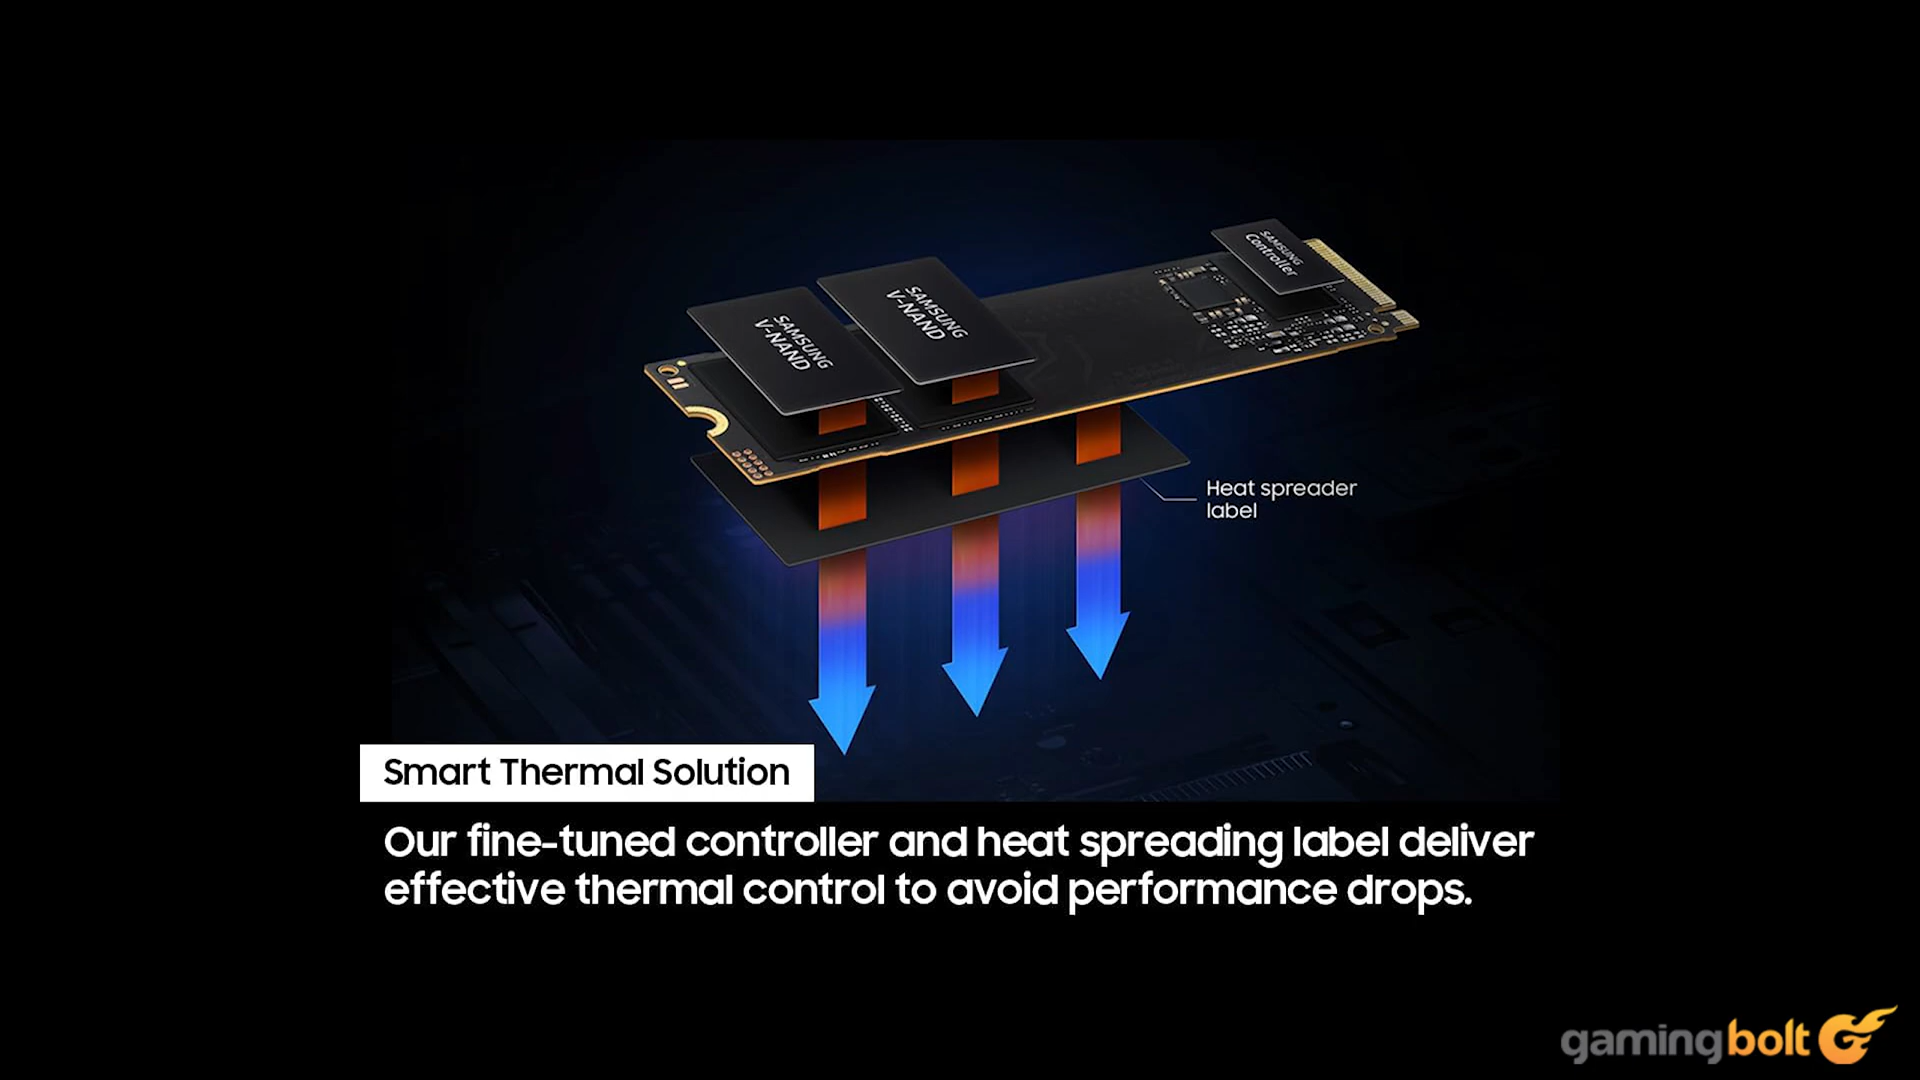 SAMSUNG
Controller
SAMSUNG
V-NAND
SAMSUNG
V-NAND
Heat spreader
label
Smart Thermal Solution
Our fine-tuned controller and heat spreading label deliver
effective thermal control to avoid performance drops.
gamingbolt